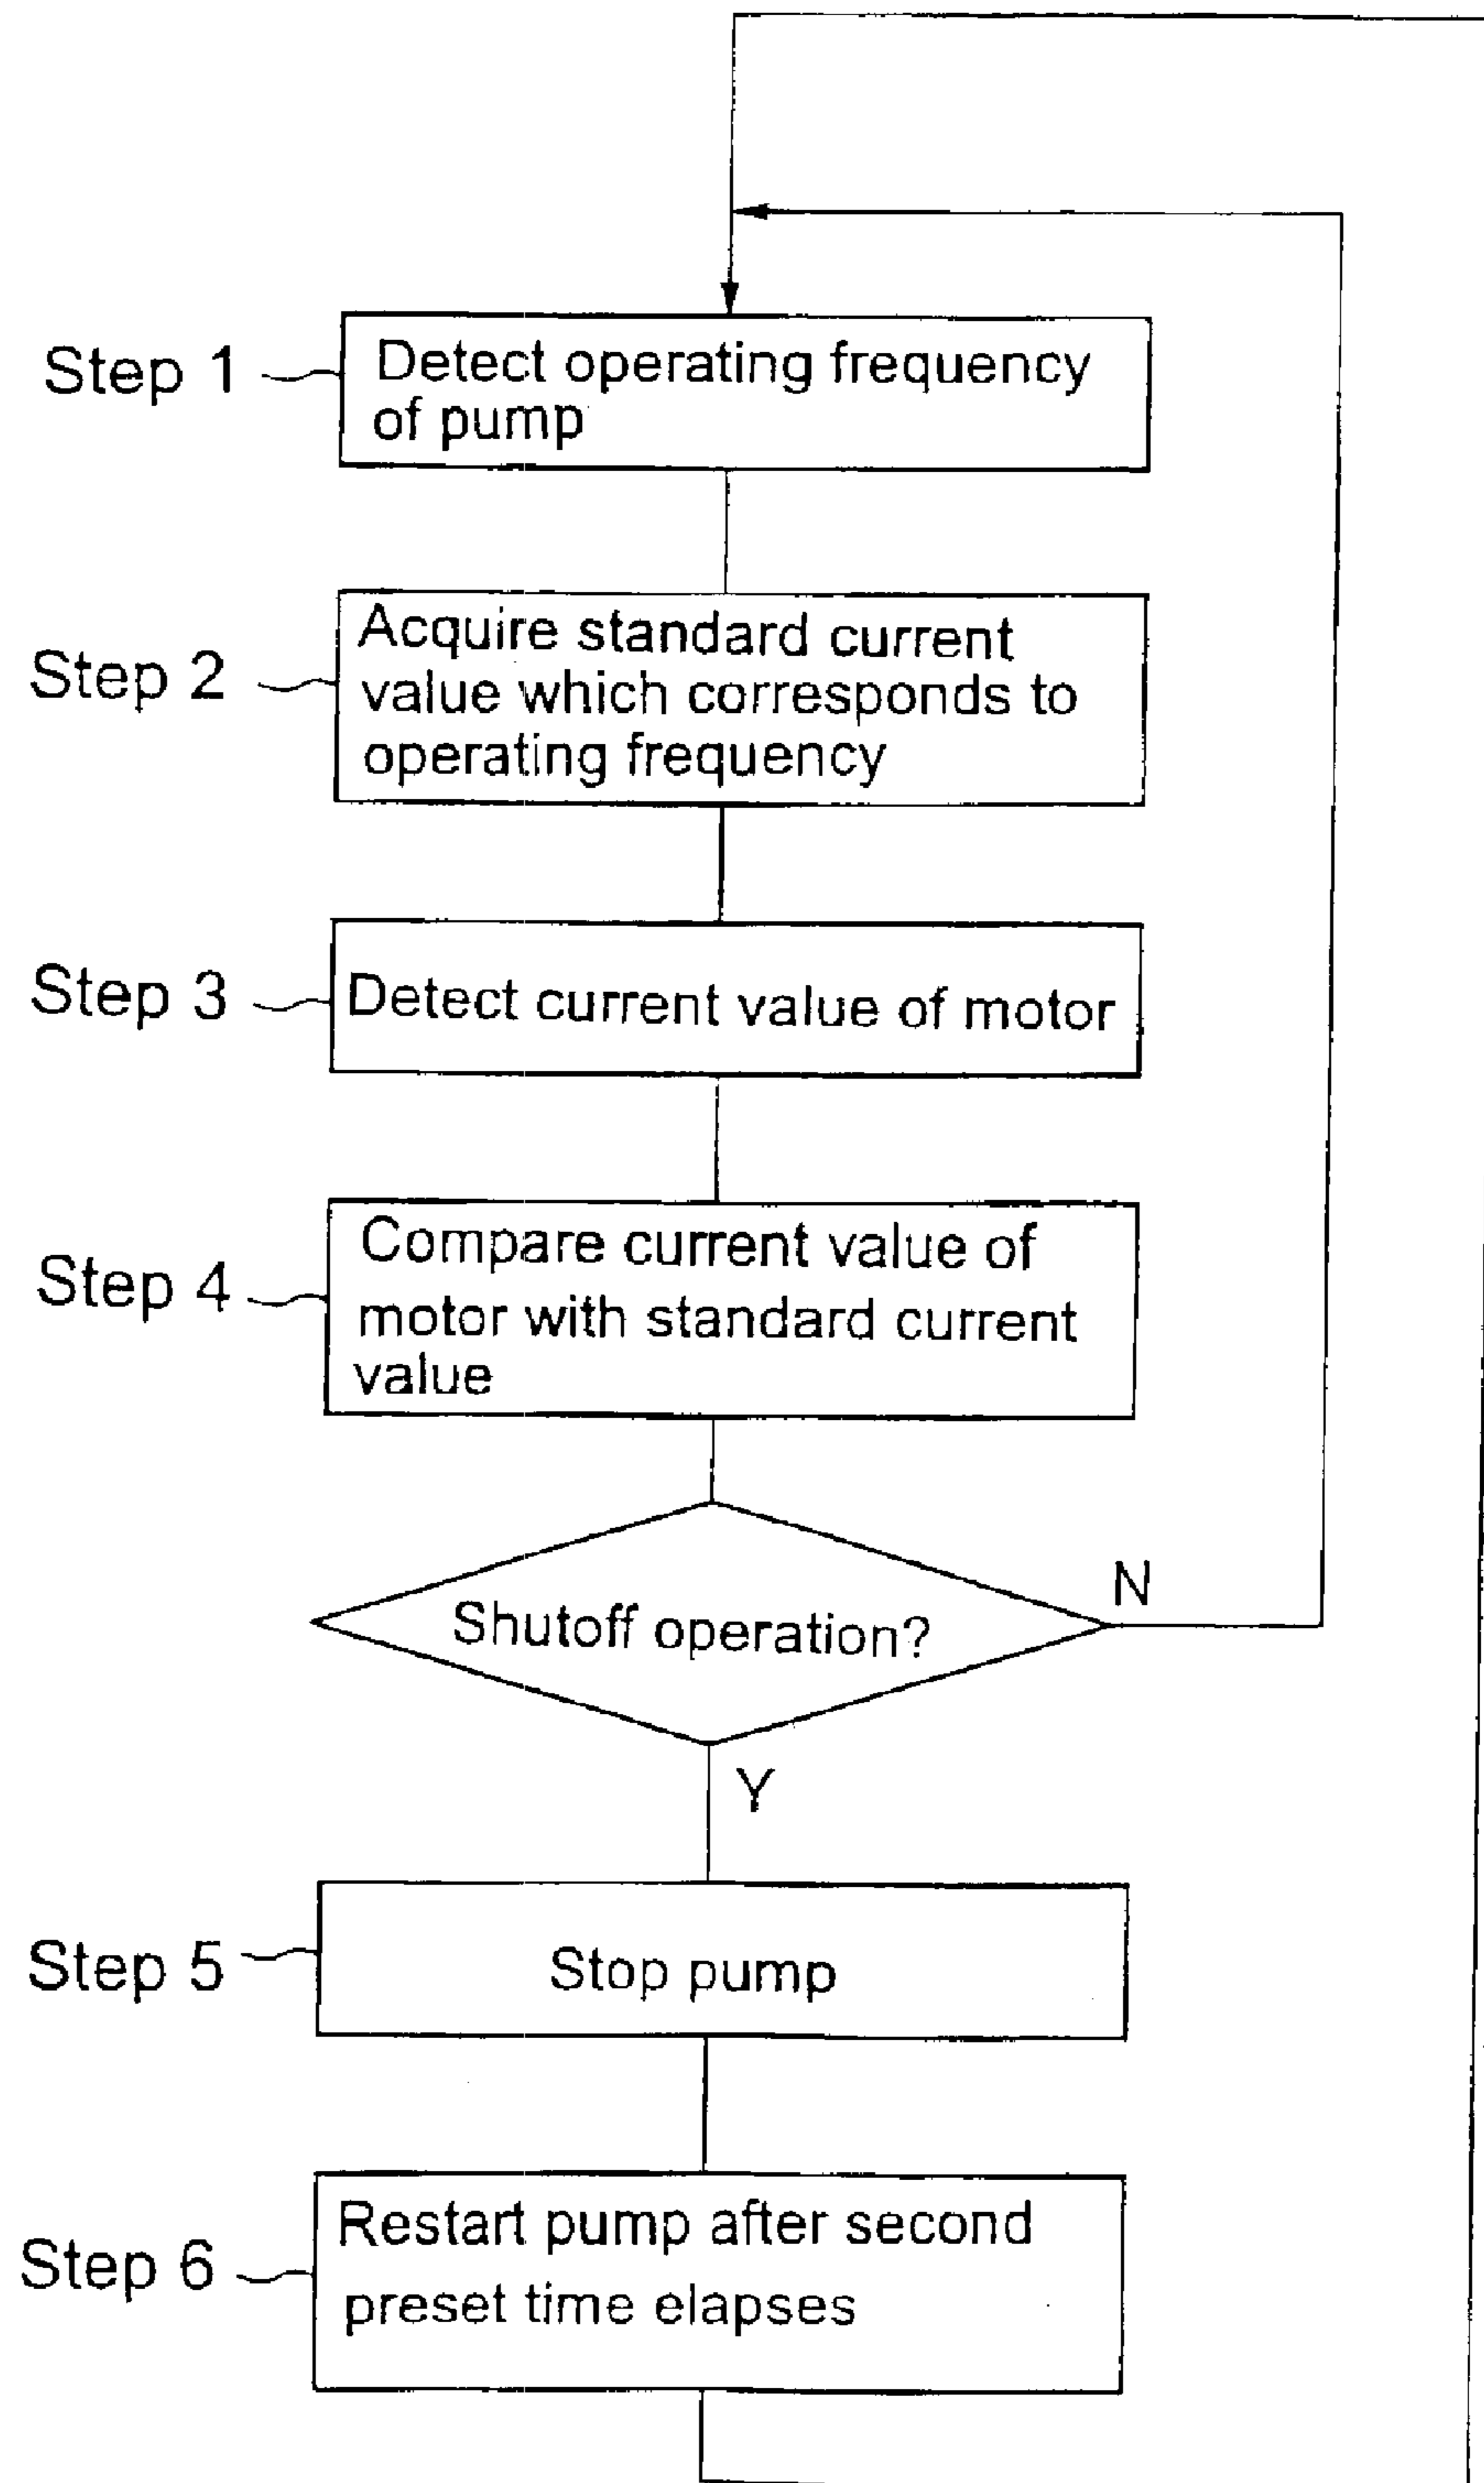 Step 1
Detect operating frequency
of pump
Step 2
Acquire standard current
value which corresponds to
operating frequency
Step 3
Detect current value of motor
Step 4
Compare current value of
motor with standard current
value
Shutoff operation?
N
Y
Step 5
Stop pump
Step 6
Restart pump after second
preset time elapses